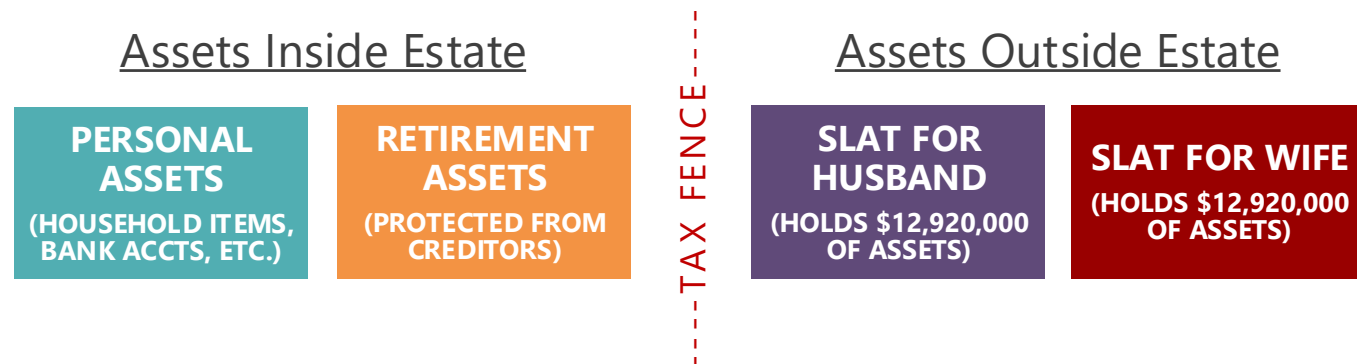 Assets Inside Estate
PERSONAL
ASSETS
(HOUSEHOLD ITEMS,
BANK ACCTS, ETC.)
RETIREMENT
ASSETS
(PROTECTED FROM
CREDITORS)
TAX FENCE
Assets Outside Estate
SLAT FOR
HUSBAND
(HOLDS $12,920,000
OF ASSETS)
SLAT FOR WIFE
(HOLDS $12,920,000
OF ASSETS)